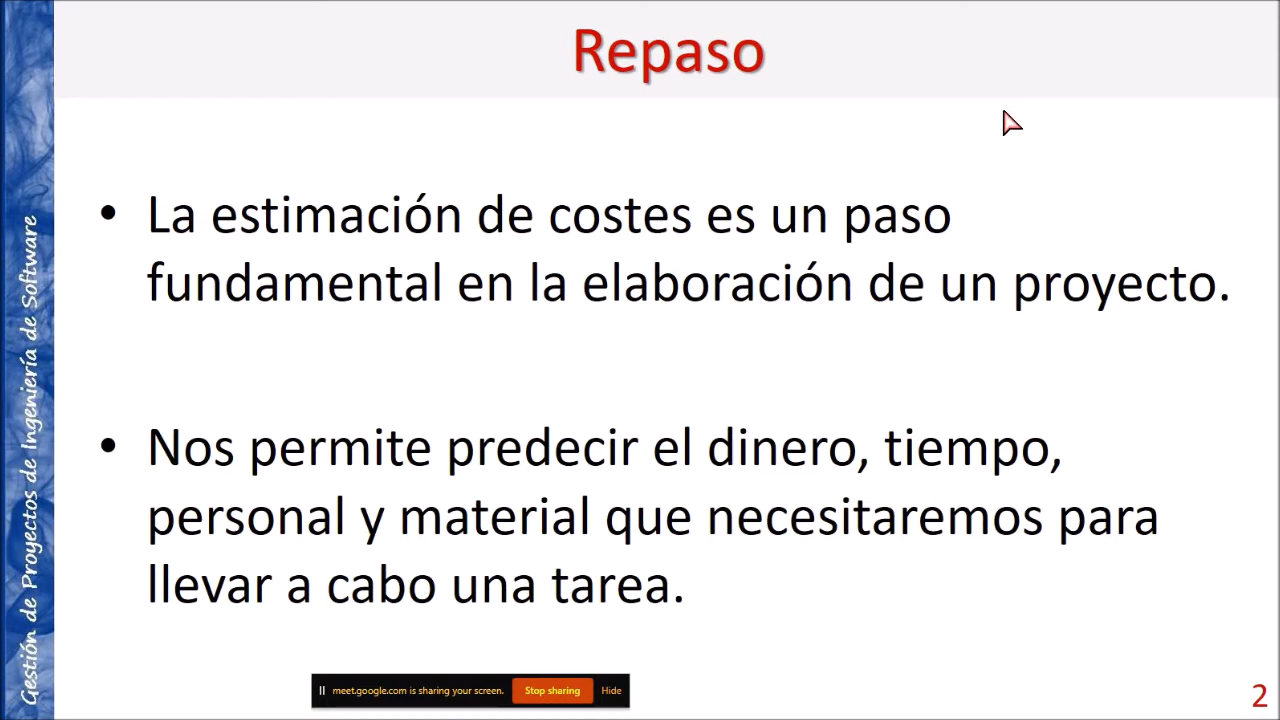 Repaso
• La estimación de costes es un paso
fundamental en la elaboración de un proyecto.
• Nos permite predecir el dinero, tiempo,
personal y material que necesitaremos para
llevar a cabo una tarea.
Gestión de Proyectos de Ingeniería de Software
meet.google.com is sharing your screen. Stop sharing Hide
2